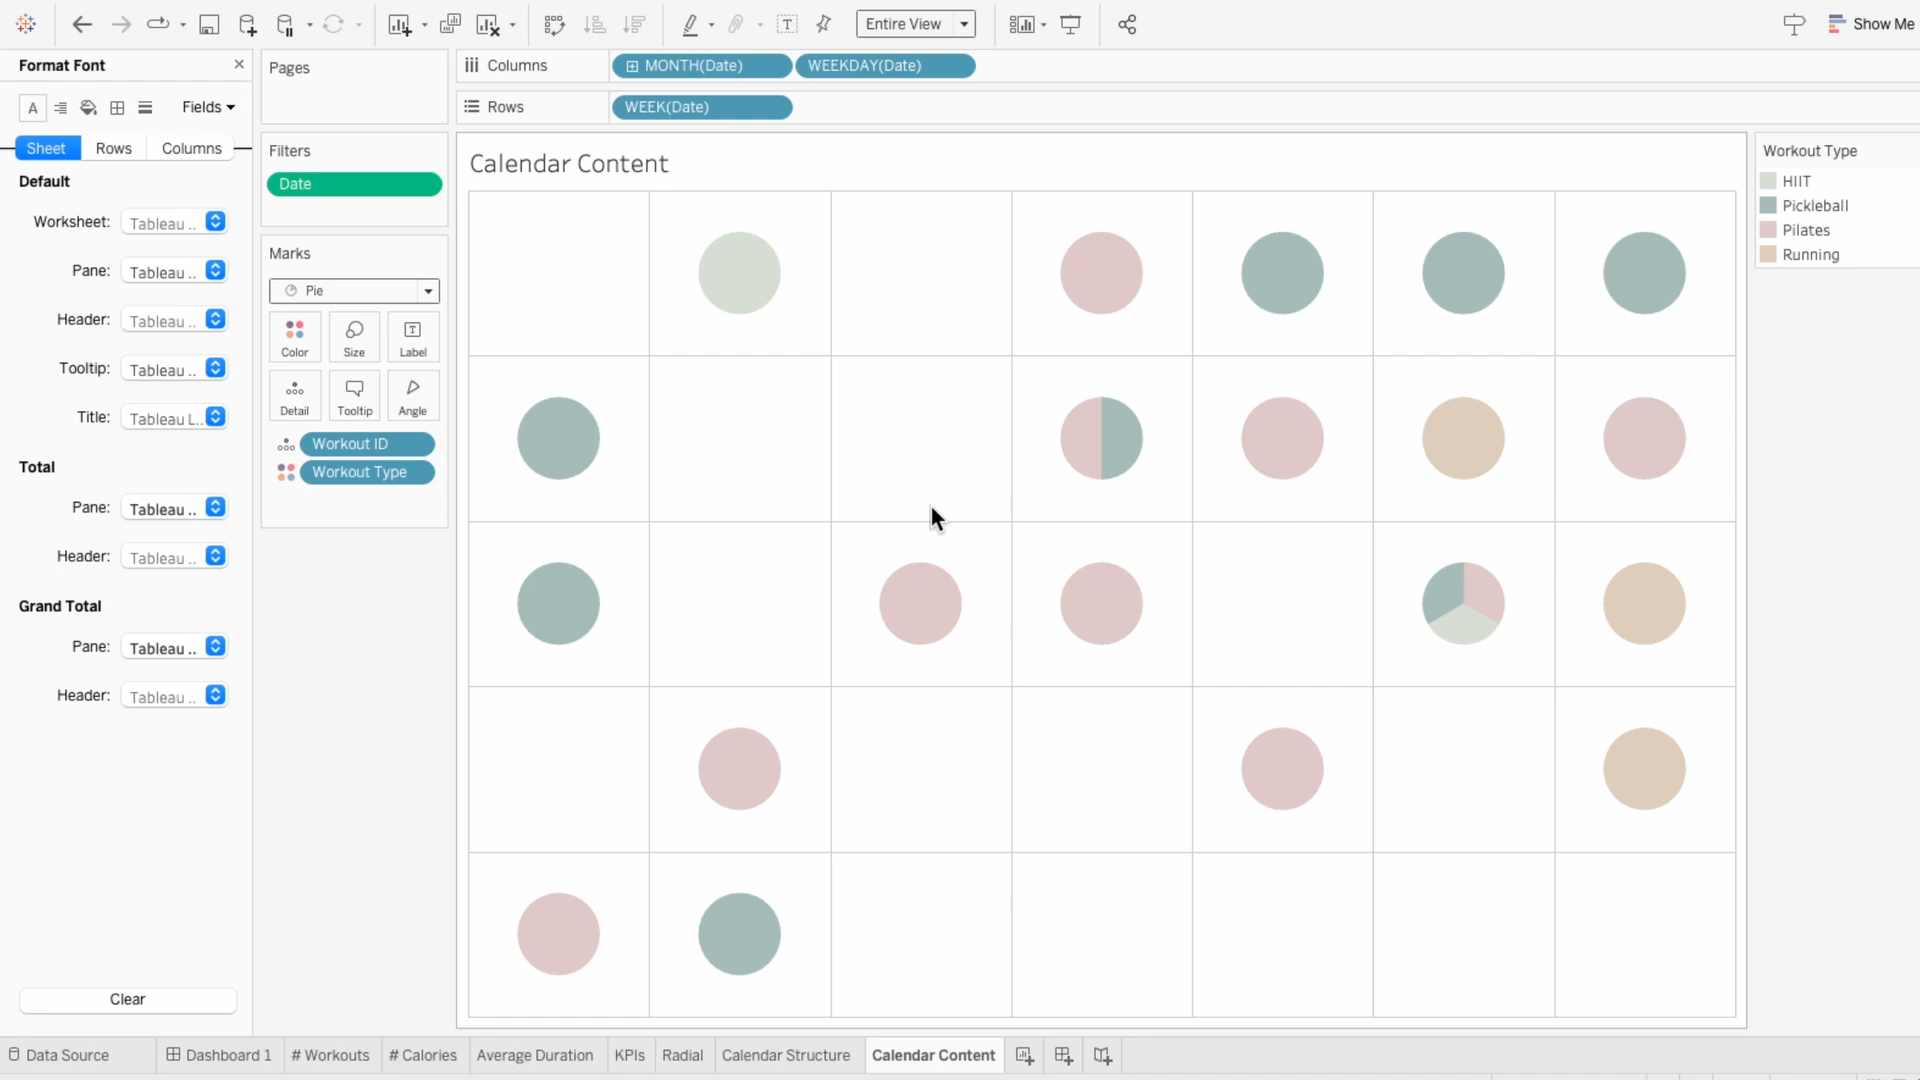 Entire View
Show Me
Format Font
Fields
Sheet
Rows
Columns
Default
Worksheet: Tableau ..
Pane: Tableau ..
Header: Tableau ..
Tooltip: Tableau ..
Title: Tableau L..
Total
Pane: Tableau ..
Header: Tableau ..
Grand Total
Pane: Tableau ..
Header: Tableau ..
Clear
Pages
Filters
Date
Marks
Pie
Color
Size
Label
Detail
Tooltip
Angle
Workout ID
Workout Type
Columns
MONTH(Date)
WEEKDAY(Date)
Rows
WEEK(Date)
Calendar Content
Workout Type
HIIT
Pickleball
Pilates
Running
Data Source
Dashboard 1
# Workouts
# Calories
Average Duration
KPIs
Radial
Calendar Structure
Calendar Content